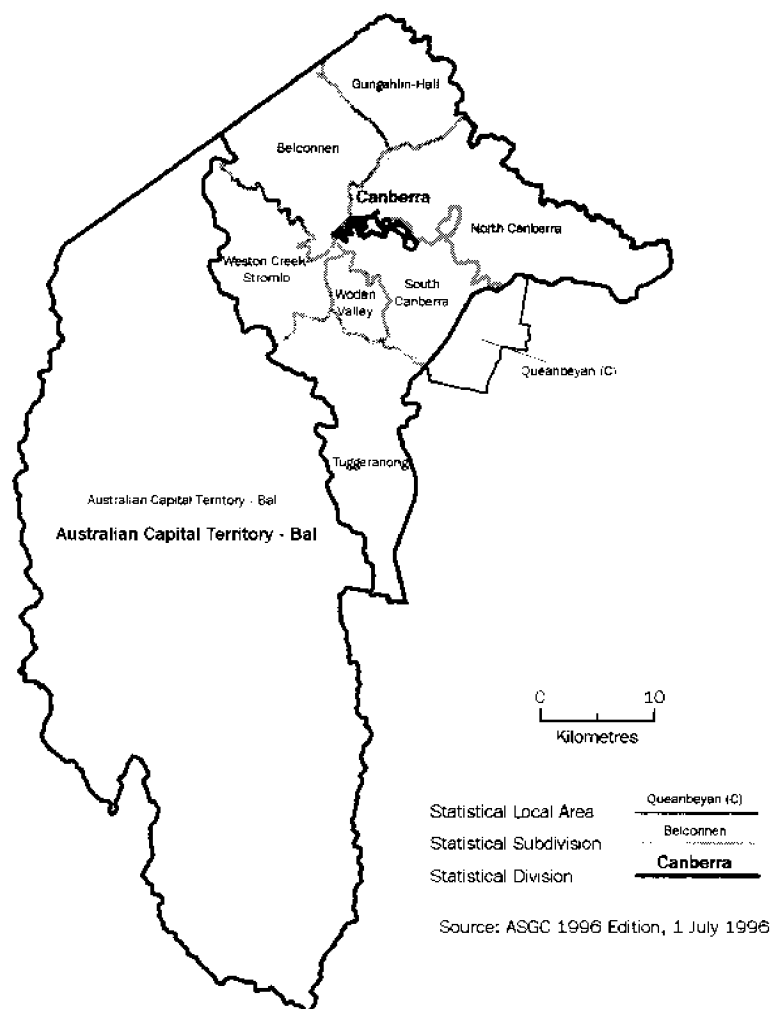 Gungahlin-Hall
Belconnen
Canberra
North Canberra
Weston Creek-
Stromlo
Woden
Valley
South
Canberra
Queanbeyan (C)
Tuggeranong
Australian Capital Territory - Bal
Australian Capital Territory - Bal
0 10
Kilometres
Statistical Local Area Queanbeyan (C)
Statistical Subdivision Belconnen
Statistical Division Canberra
Source: ASGC 1996 Edition, 1 July 1996